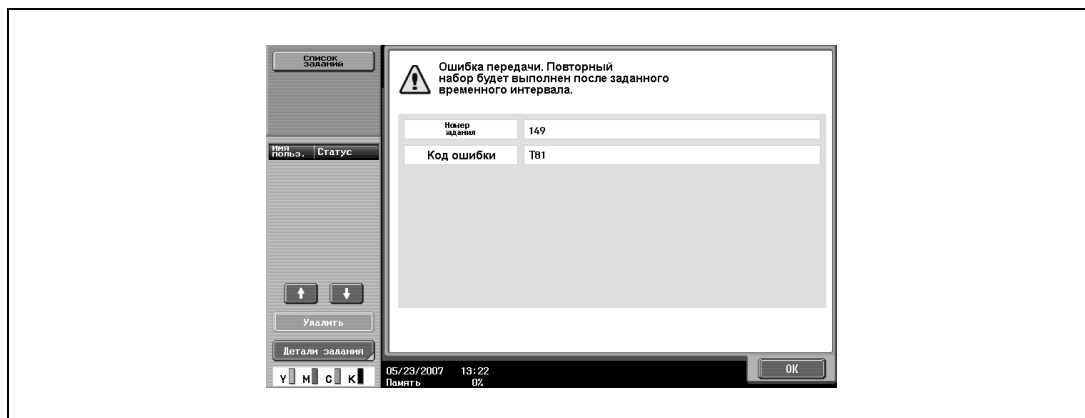 Список
заданий
Ошибка передачи. Повторный
набор будет выполнен после заданного
временного интервала.
Номер
задания
149
Имя
польз.
Статус
Код ошибки
T81
Удалить
Детали задания
Y M C K
05/23/2007 13:22
Память 0%
OK